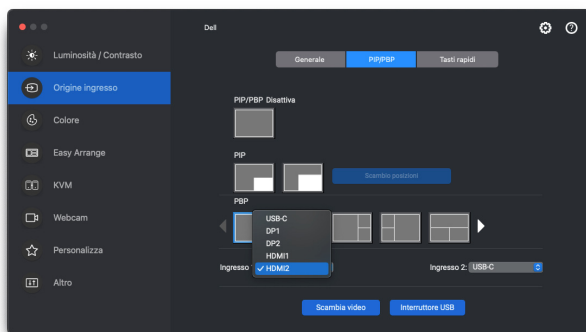 Dell
Luminosità / Contrasto
Origine ingresso
Colore
Easy Arrange
KVM
Webcam
Personalizza
Altro
Generale
PIP/PBP
Tasti rapidi
PIP/PBP Disattiva
PIP
Scambio posizioni
PBP
USB-C
DP1
DP2
HDMI1
✓ HDMI2
Ingresso
Ingresso 2: USB-C
Scambia video
Interruttore USB